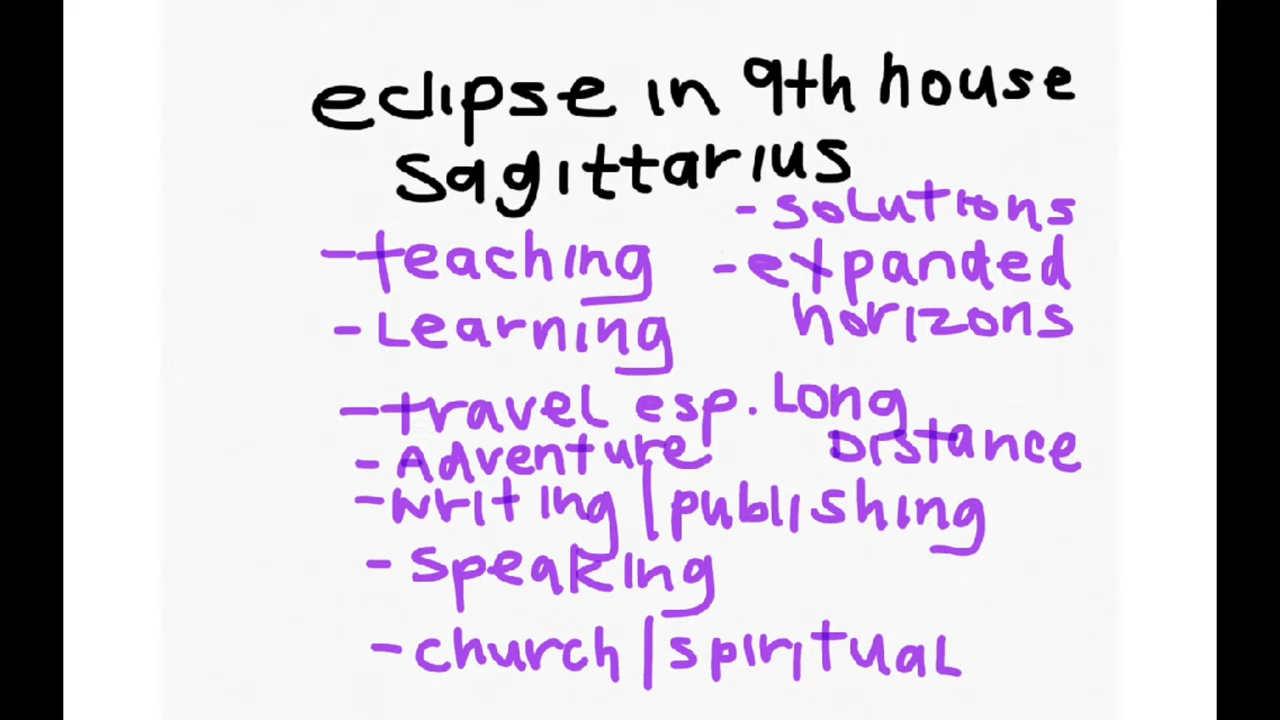 eclipse in 9th house
Sagittarius
- solutions
- teaching
- expanded
horizons
- Learning
- travel esp. Long
Distance
- Adventure
- writing | publishing
- speaking
- church | spiritual